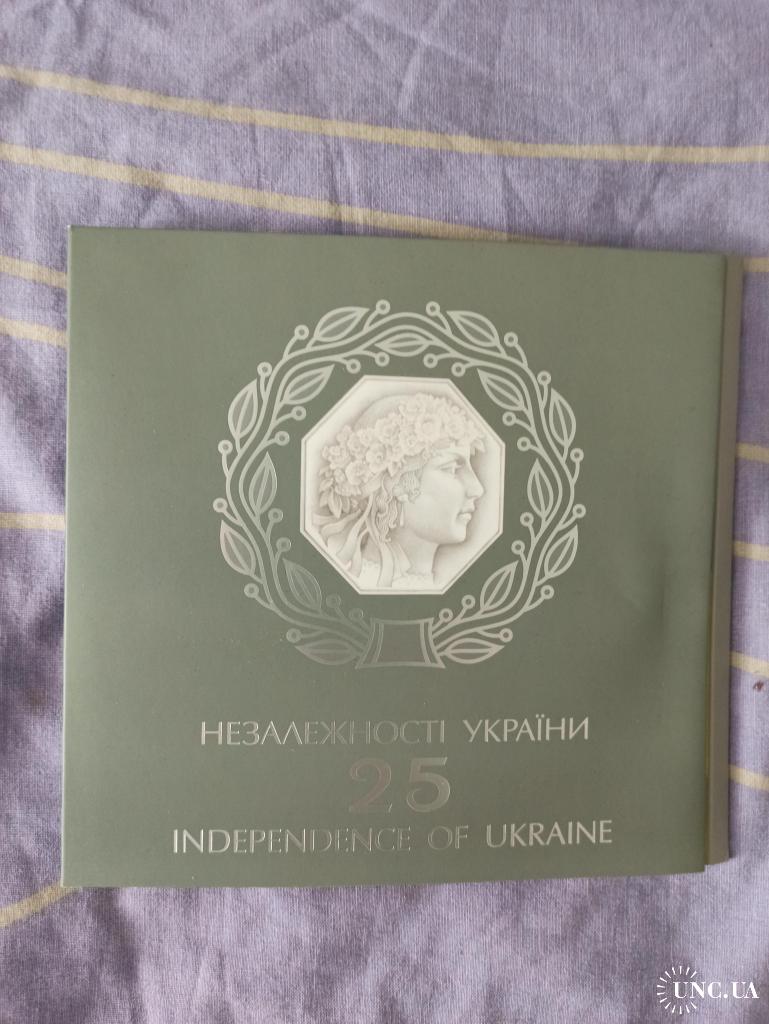 НЕЗАЛЕЖНОСТІ УКРАЇНИ
25
INDEPENDENCE OF UKRAINE
UNC.UA